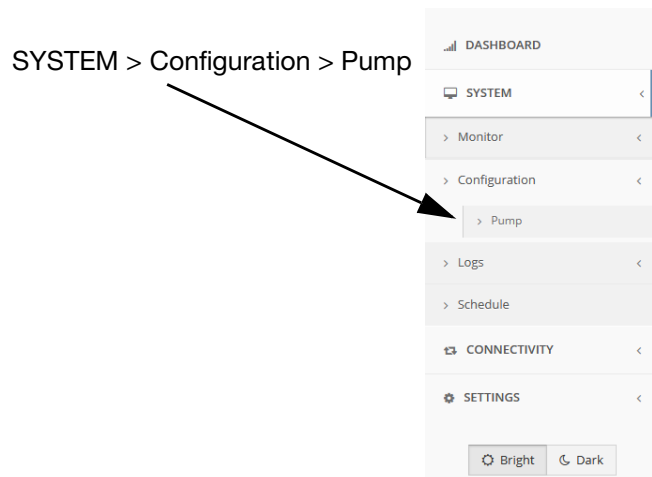 SYSTEM > Configuration > Pump
DASHBOARD
SYSTEM <
> Monitor <
> Configuration <
> Pump
> Logs <
> Schedule
CONNECTIVITY <
SETTINGS <
Bright Dark